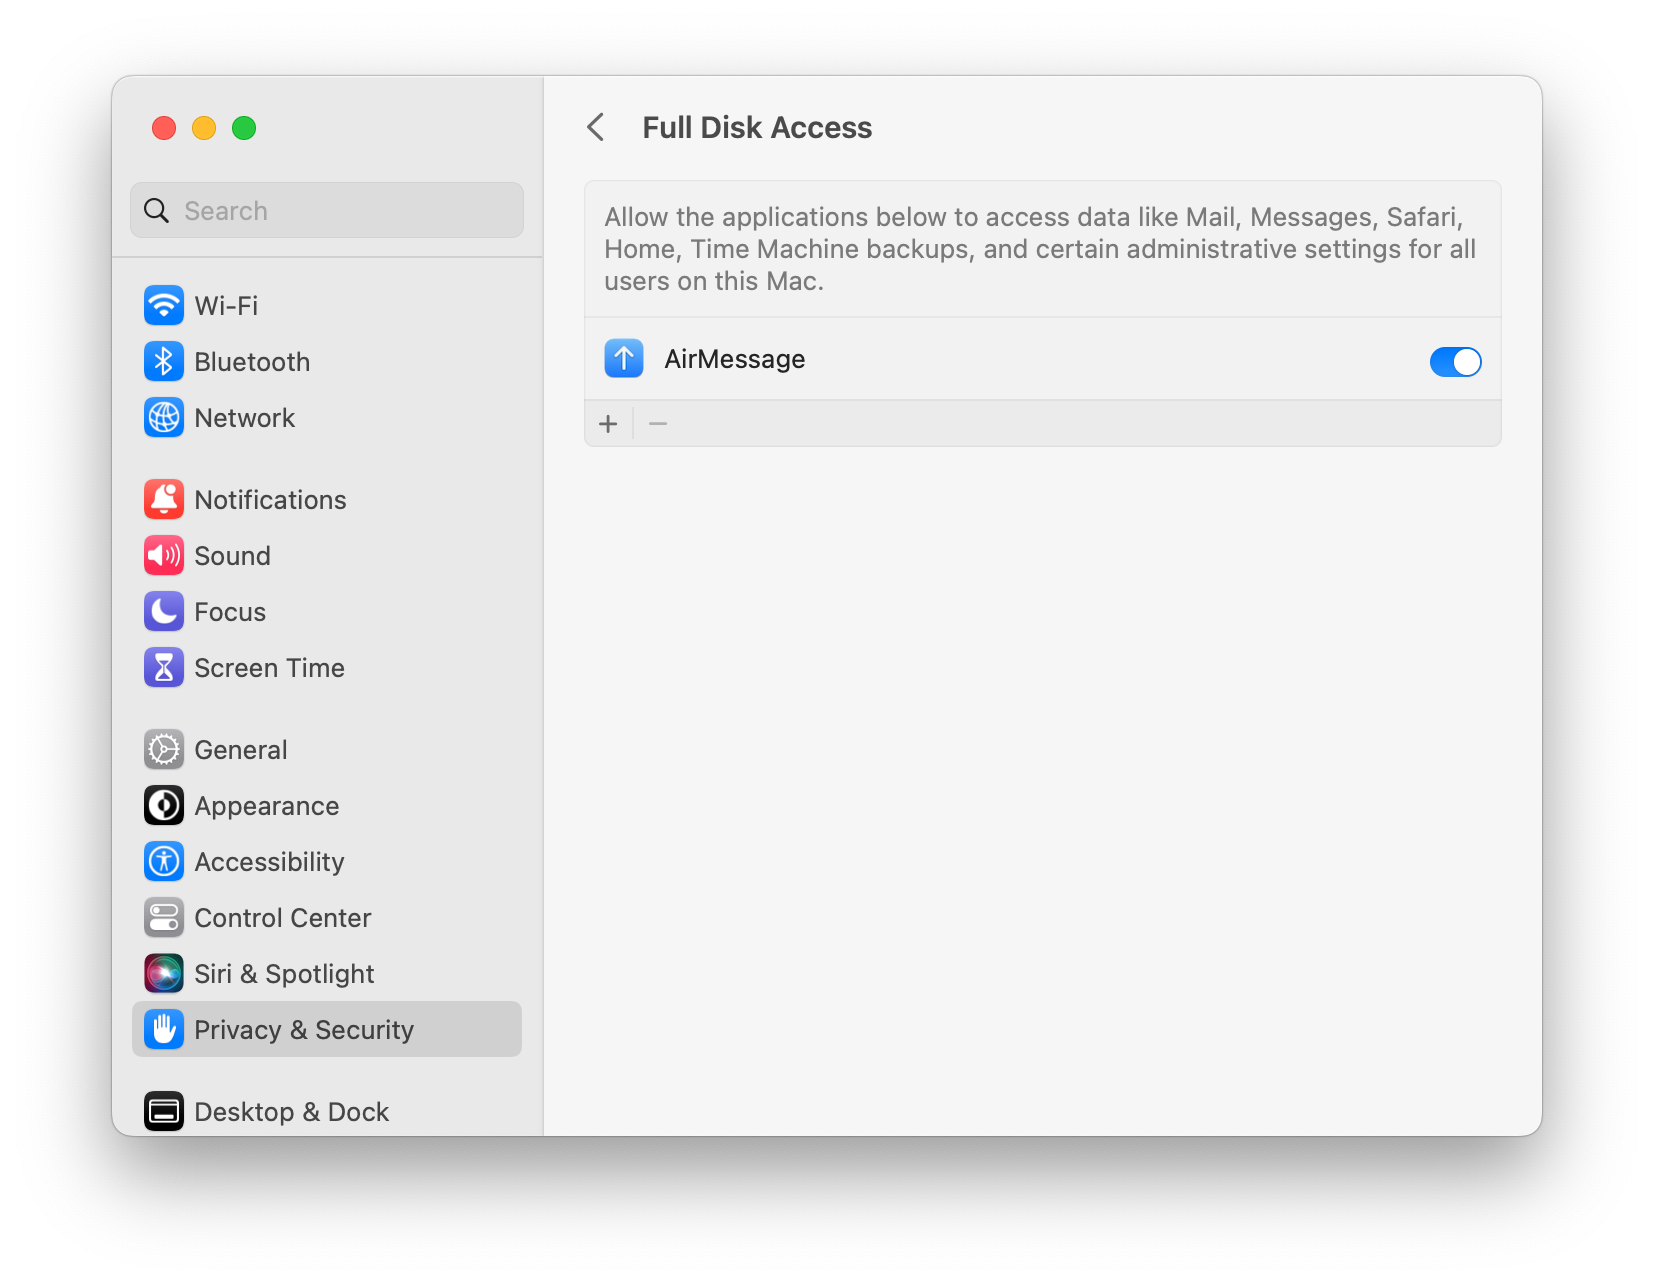 Search
Wi-Fi
Bluetooth
Network
Notifications
Sound
Focus
Screen Time
General
Appearance
Accessibility
Control Center
Siri & Spotlight
Privacy & Security
Desktop & Dock
Full Disk Access
Allow the applications below to access data like Mail, Messages, Safari,
Home, Time Machine backups, and certain administrative settings for all
users on this Mac.
AirMessage